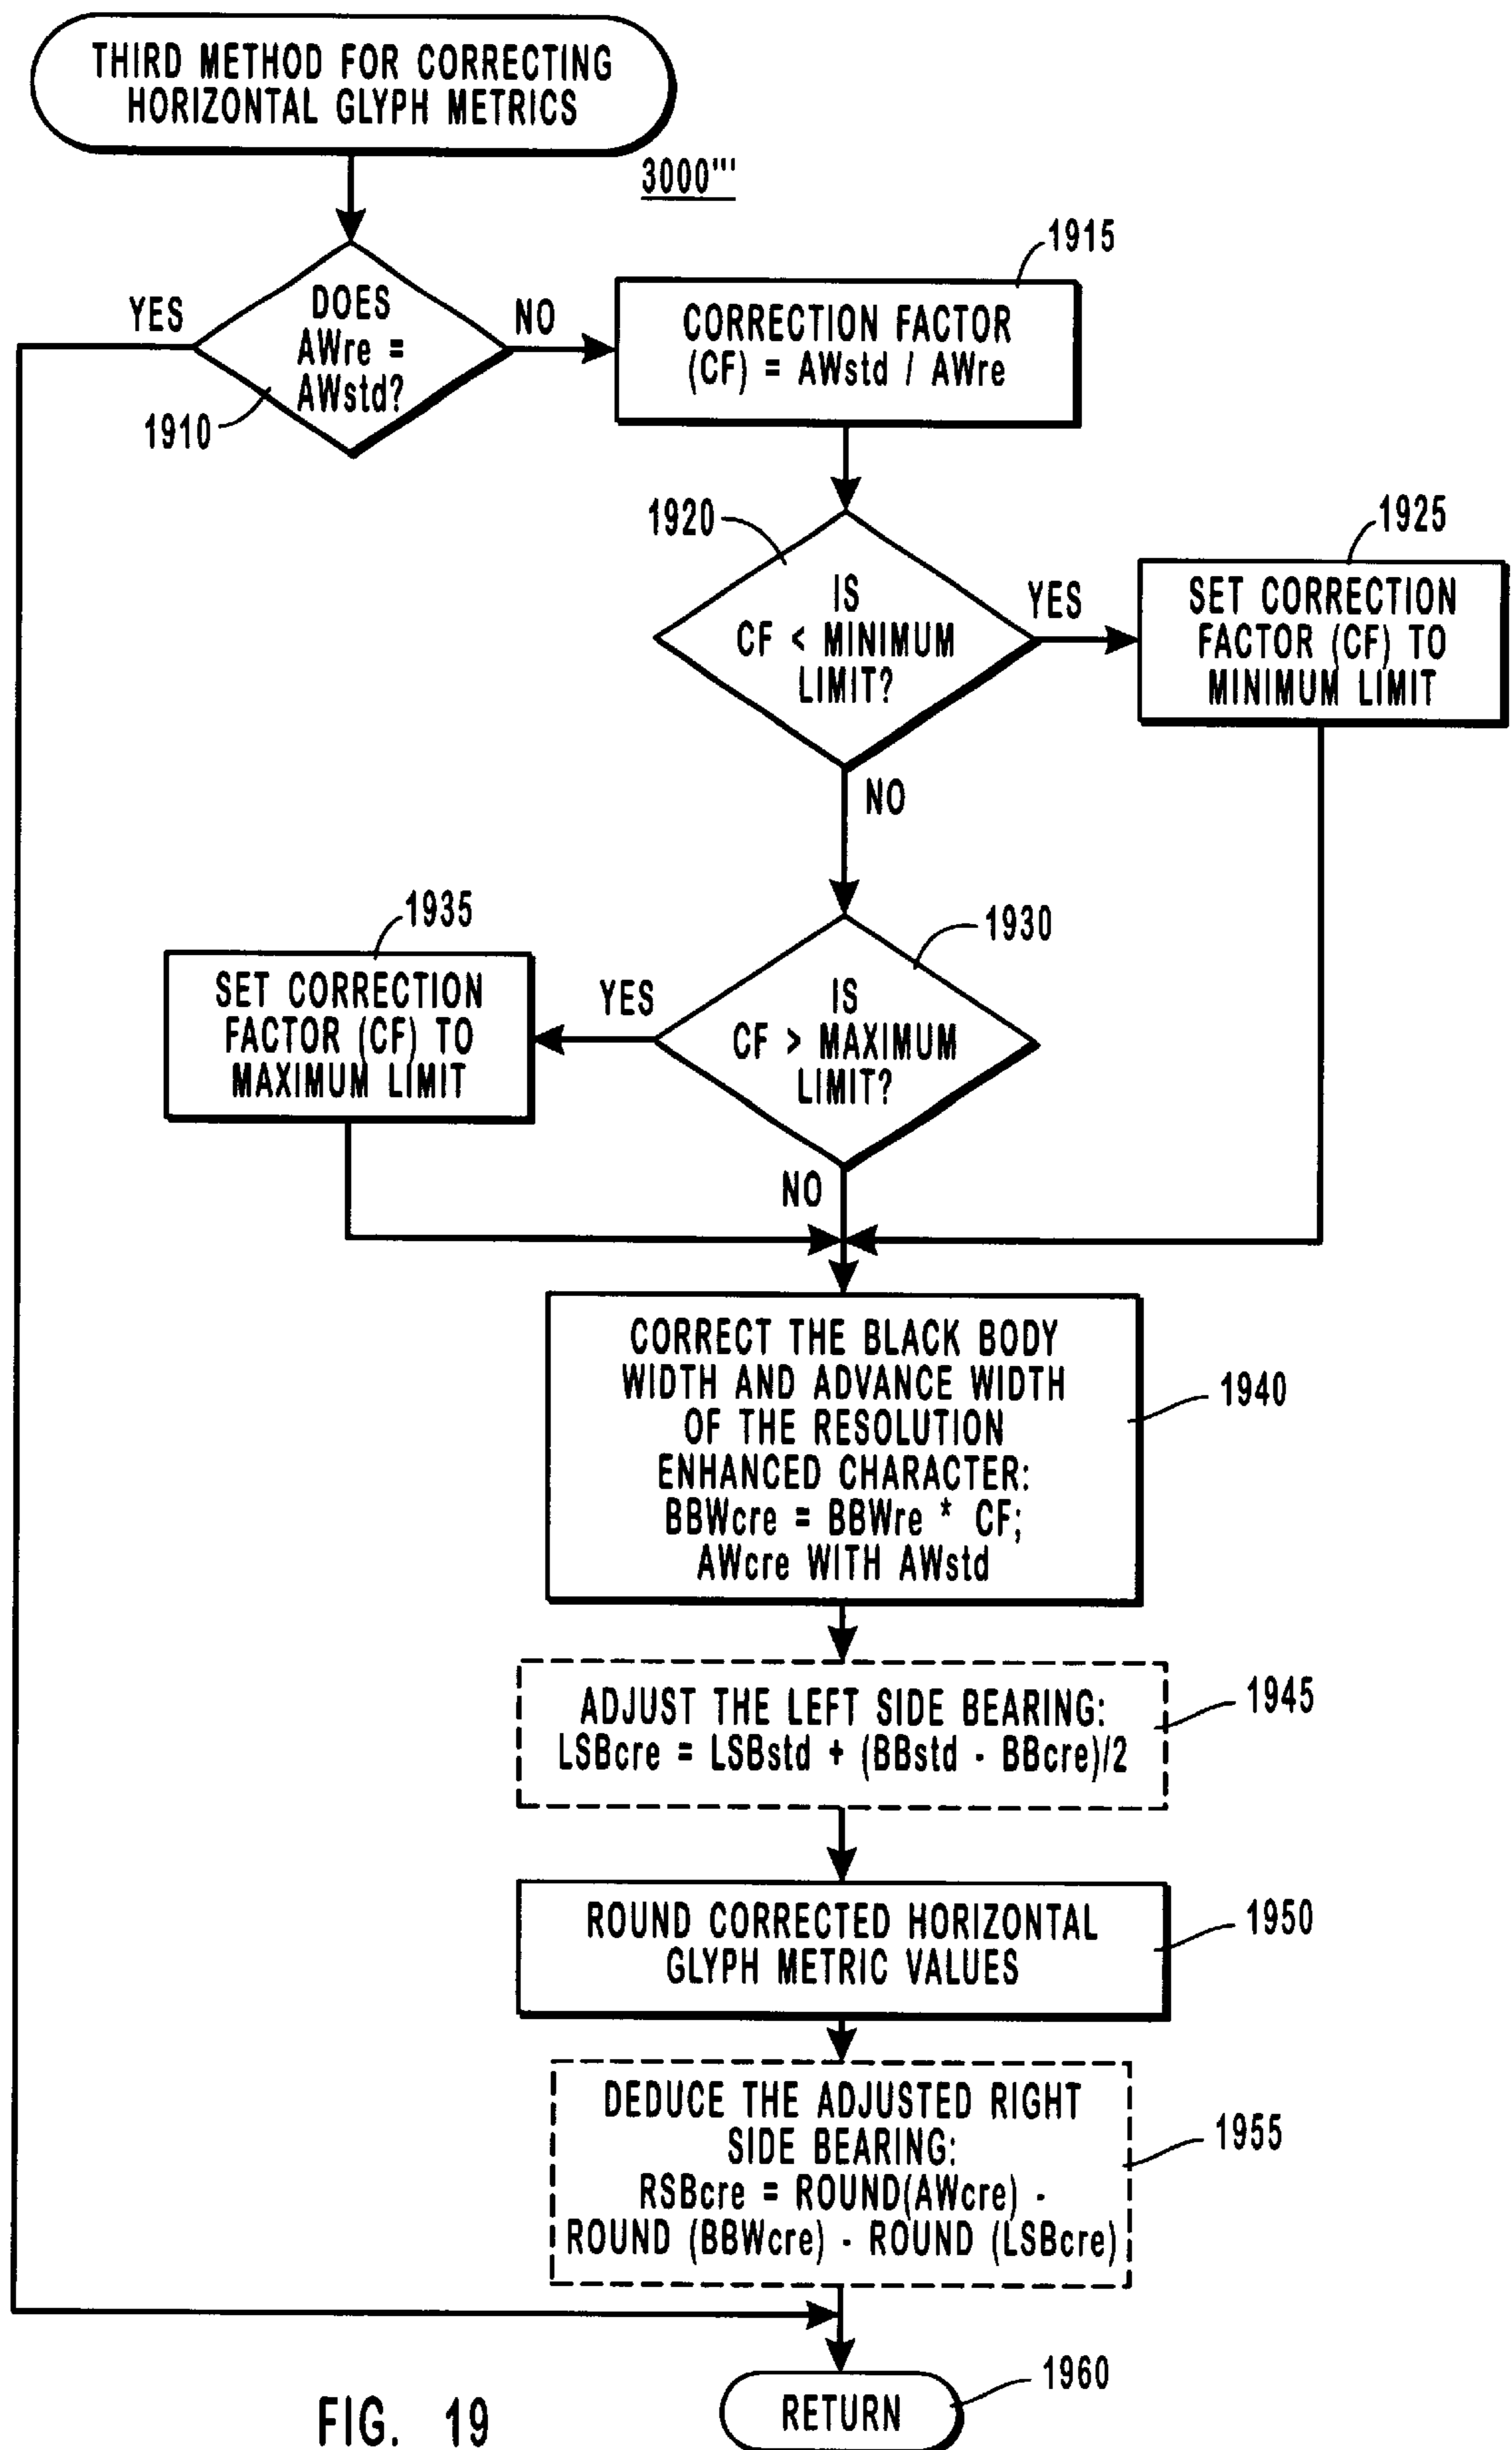 THIRD METHOD FOR CORRECTING
HORIZONTAL GLYPH METRICS
3000'''
1915
YES
DOES
AWre =
AWstd?
NO
CORRECTION FACTOR
(CF) = AWstd / AWre
1910
1920
1925
IS
CF < MINIMUM
LIMIT?
YES
SET CORRECTION
FACTOR (CF) TO
MINIMUM LIMIT
NO
1935
1930
SET CORRECTION
FACTOR (CF) TO
MAXIMUM LIMIT
YES
IS
CF > MAXIMUM
LIMIT?
NO
CORRECT THE BLACK BODY
WIDTH AND ADVANCE WIDTH
OF THE RESOLUTION
ENHANCED CHARACTER:
BBWcre = BBWre * CF;
AWcre WITH AWstd
1940
ADJUST THE LEFT SIDE BEARING:
LSBcre = LSBstd + (BBstd - BBcre)/2
1945
ROUND CORRECTED HORIZONTAL
GLYPH METRIC VALUES
1950
DEDUCE THE ADJUSTED RIGHT
SIDE BEARING:
RSBcre = ROUND(AWcre) -
ROUND (BBWcre) - ROUND (LSBcre)
1955
RETURN
1960
FIG. 19